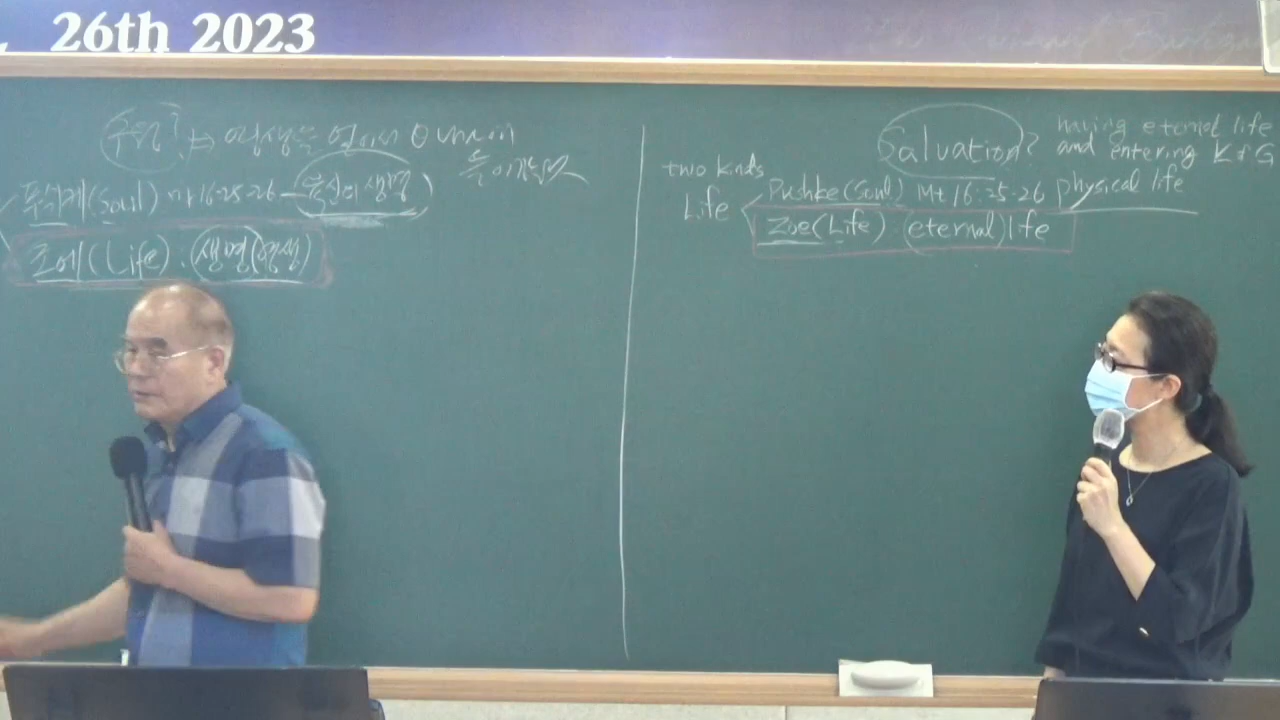 26th 2023
구원? ⇒ 영생을 얻어서 하나님나라에
들어가는것
푸쉬케(Soul) 마16:25-26 - 육신의 생명
조에(Life) : 생명(영생)
Salvation? having eternal life
and entering K of G
two kinds
Life
Pushke(Soul) Mt 16:25-26 physical life
Zoe(Life) : (eternal)life